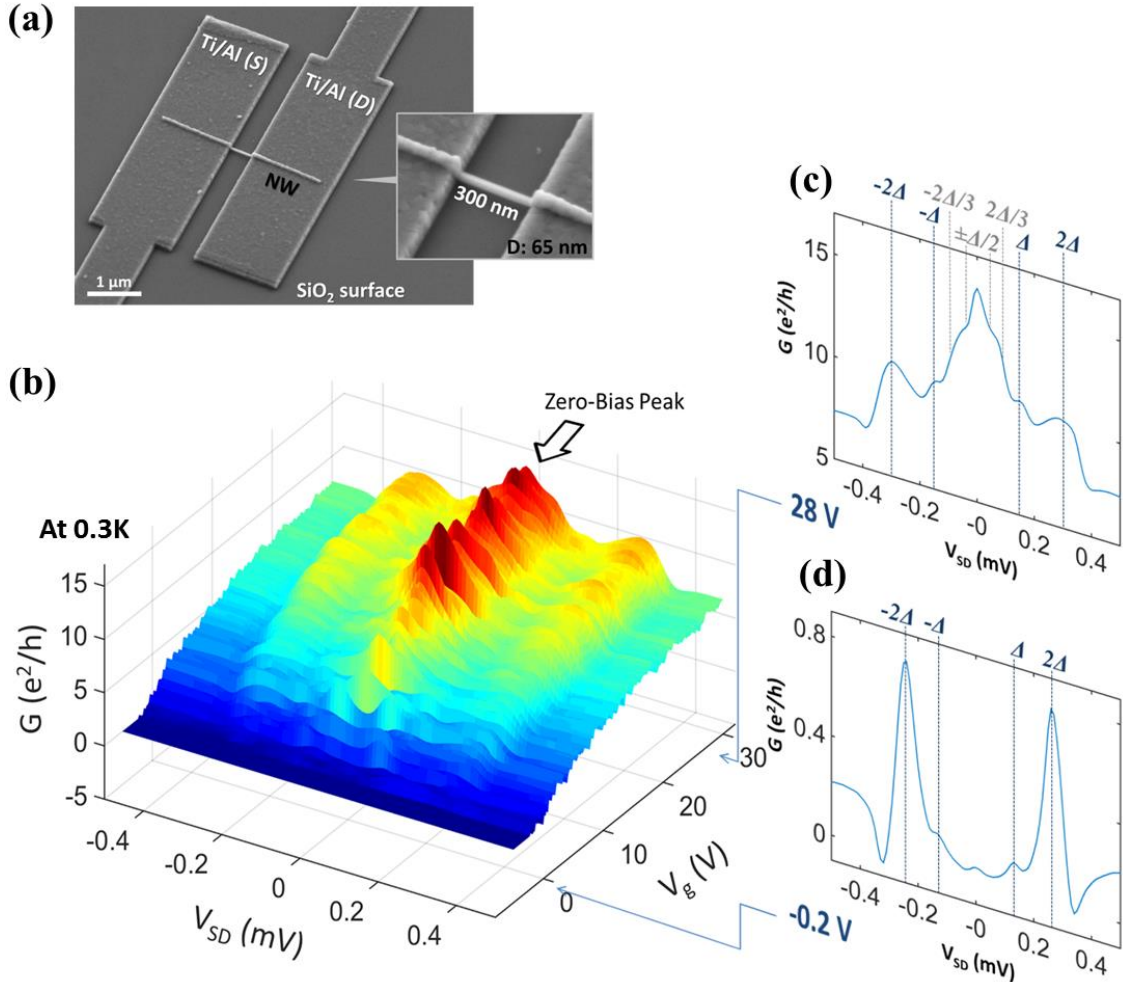 (a)
Ti/Al (S)
Ti/Al (D)
NW
300 nm
D: 65 nm
1 μm
SiO2 surface
(b)
Zero-Bias Peak
At 0.3K
15
10
5
0
-5
G (e²/h)
-0.4
-0.2
0
0.2
0.4
VSD (mV)
0
10
20
30
Vg (V)
28 V
-0.2 V
(c)
-2Δ
-Δ
-2Δ/3
±Δ/2
2Δ/3
Δ
2Δ
15
10
5
G (e²/h)
-0.4
-0.2
-0
0.2
0.4
VSD (mV)
(d)
-2Δ
-Δ
Δ
2Δ
0.8
0.4
0
G (e²/h)
-0.4
-0.2
-0
0.2
0.4
VSD (mV)